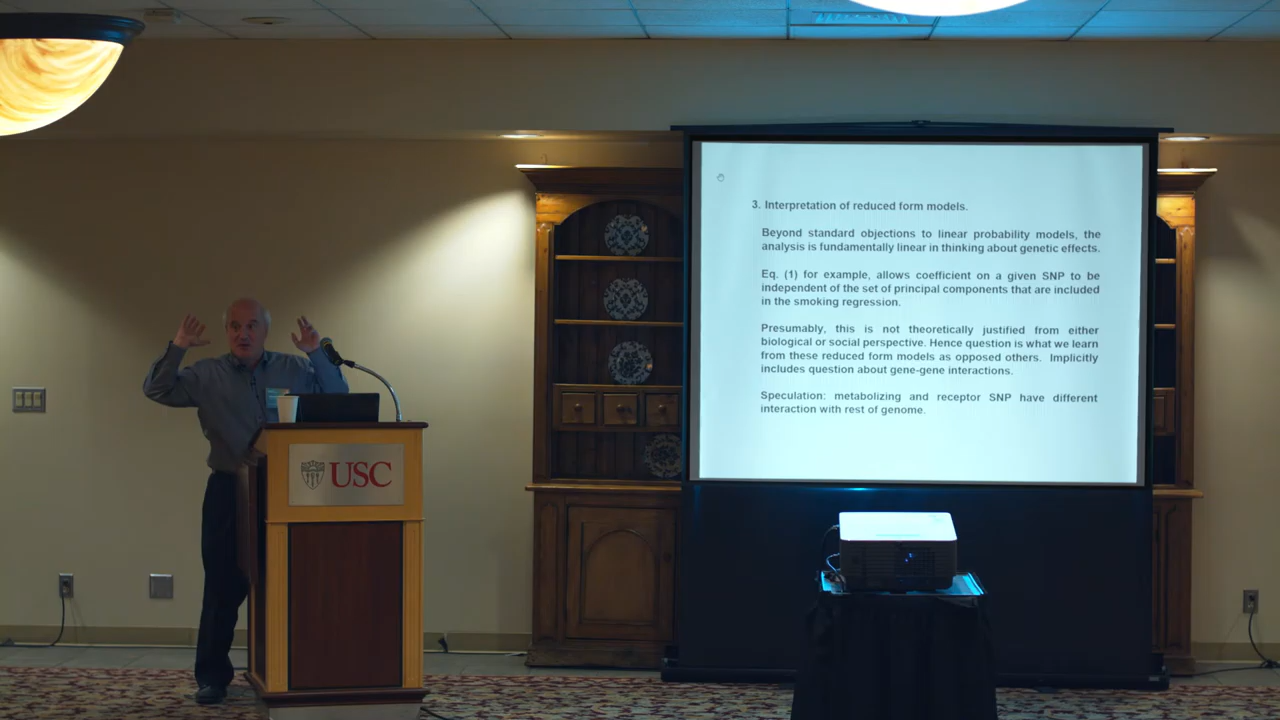 3. Interpretation of reduced form models.
Beyond standard objections to linear probability models, the
analysis is fundamentally linear in thinking about genetic effects.
Eq. (1) for example, allows coefficient on a given SNP to be
independent of the set of principal components that are included
in the smoking regression.
Presumably, this is not theoretically justified from either
biological or social perspective. Hence question is what we learn
from these reduced form models as opposed others. Implicitly
includes question about gene-gene interactions.
Speculation: metabolizing and receptor SNP have different
interaction with rest of genome.
USC